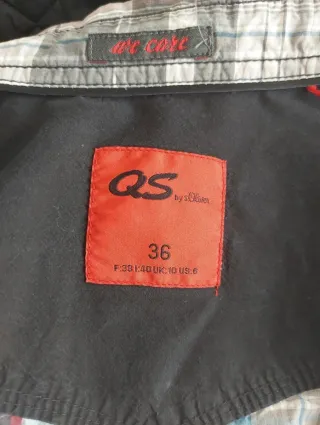 we care
QS by s.Oliver
36
F:38 I:40 UK:10 US:6